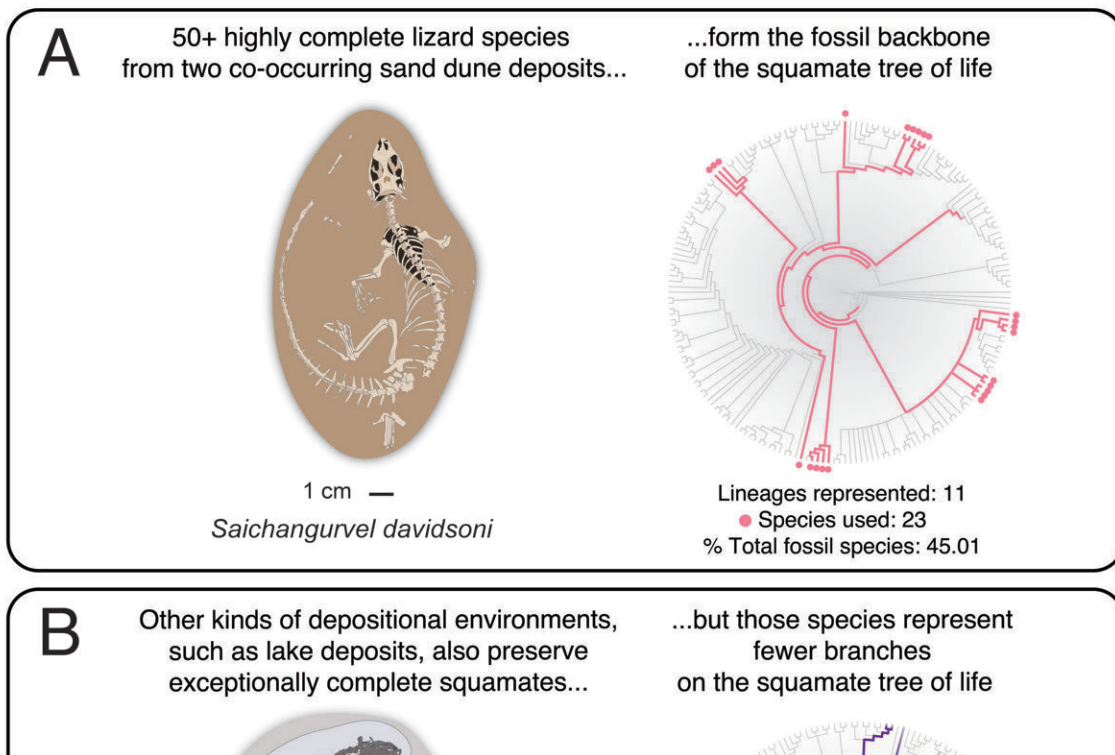 A
50+ highly complete lizard species
from two co-occurring sand dune deposits...
...form the fossil backbone
of the squamate tree of life
1 cm
Saichangurvel davidsoni
Lineages represented: 11
Species used: 23
% Total fossil species: 45.01
B
Other kinds of depositional environments,
such as lake deposits, also preserve
exceptionally complete squamates...
...but those species represent
fewer branches
on the squamate tree of life